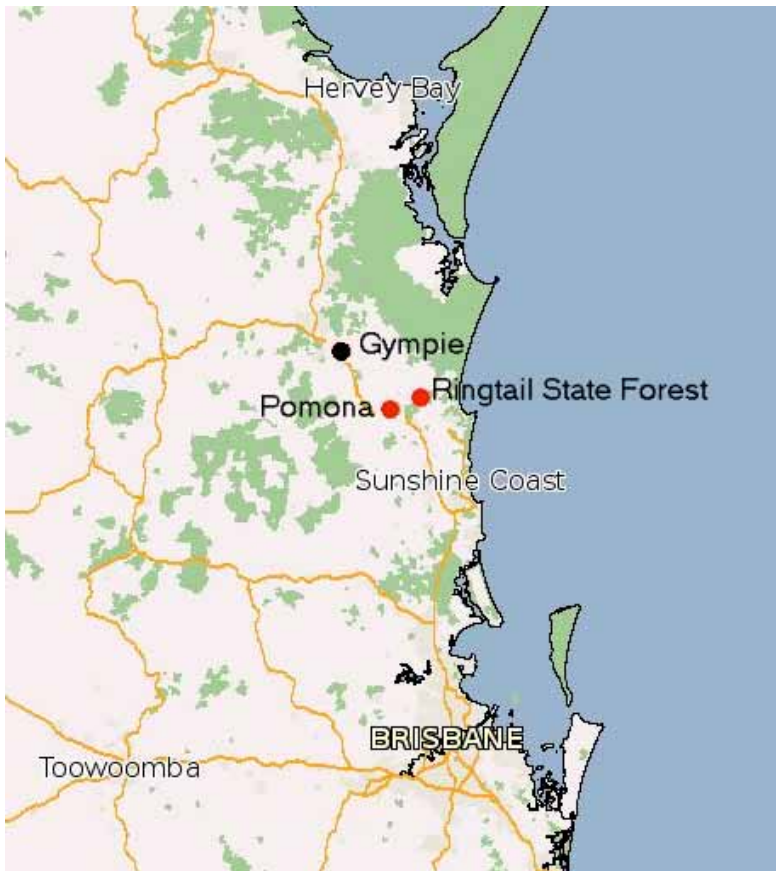 Hervey Bay
Gympie
Ringtail State Forest
Pomona
Sunshine Coast
BRISBANE
Toowoomba